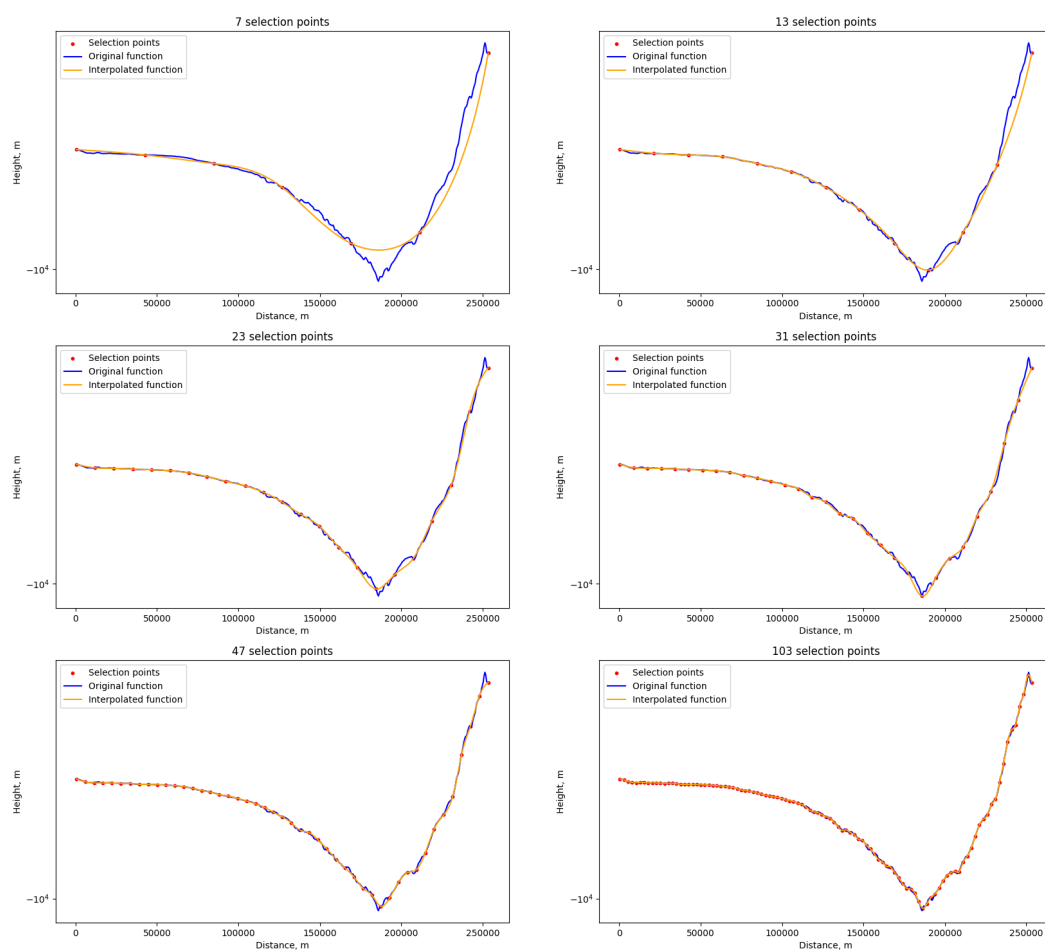 7 selection points
Selection points
Original function
Interpolated function
Height, m
−10⁴
0 50000 100000 150000 200000 250000
Distance, m
13 selection points
Selection points
Original function
Interpolated function
Height, m
−10⁴
0 50000 100000 150000 200000 250000
Distance, m
23 selection points
Selection points
Original function
Interpolated function
Height, m
−10⁴
0 50000 100000 150000 200000 250000
Distance, m
31 selection points
Selection points
Original function
Interpolated function
Height, m
−10⁴
0 50000 100000 150000 200000 250000
Distance, m
47 selection points
Selection points
Original function
Interpolated function
Height, m
−10⁴
0 50000 100000 150000 200000 250000
Distance, m
103 selection points
Selection points
Original function
Interpolated function
Height, m
−10⁴
0 50000 100000 150000 200000 250000
Distance, m